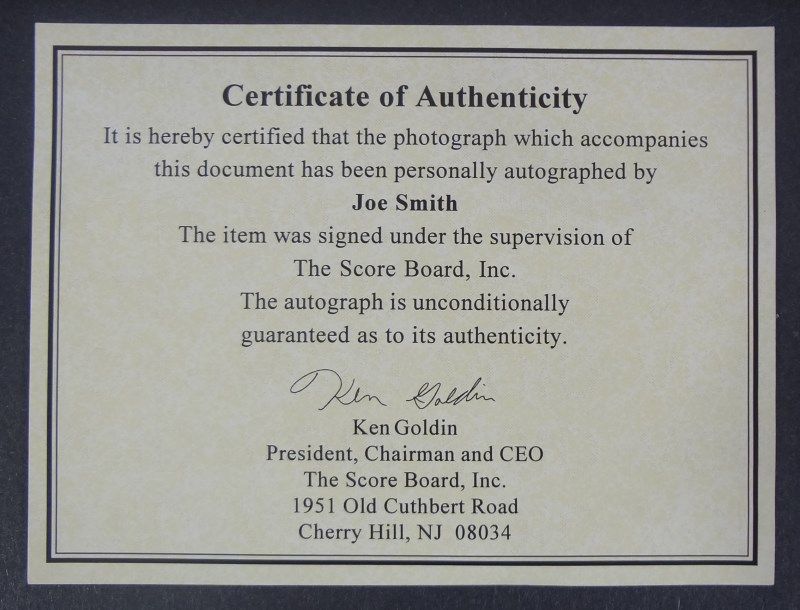 Certificate of Authenticity
It is hereby certified that the photograph which accompanies
this document has been personally autographed by
Joe Smith
The item was signed under the supervision of
The Score Board, Inc.
The autograph is unconditionally
guaranteed as to its authenticity.
Ken Goldin
Ken Goldin
President, Chairman and CEO
The Score Board, Inc.
1951 Old Cuthbert Road
Cherry Hill, NJ 08034